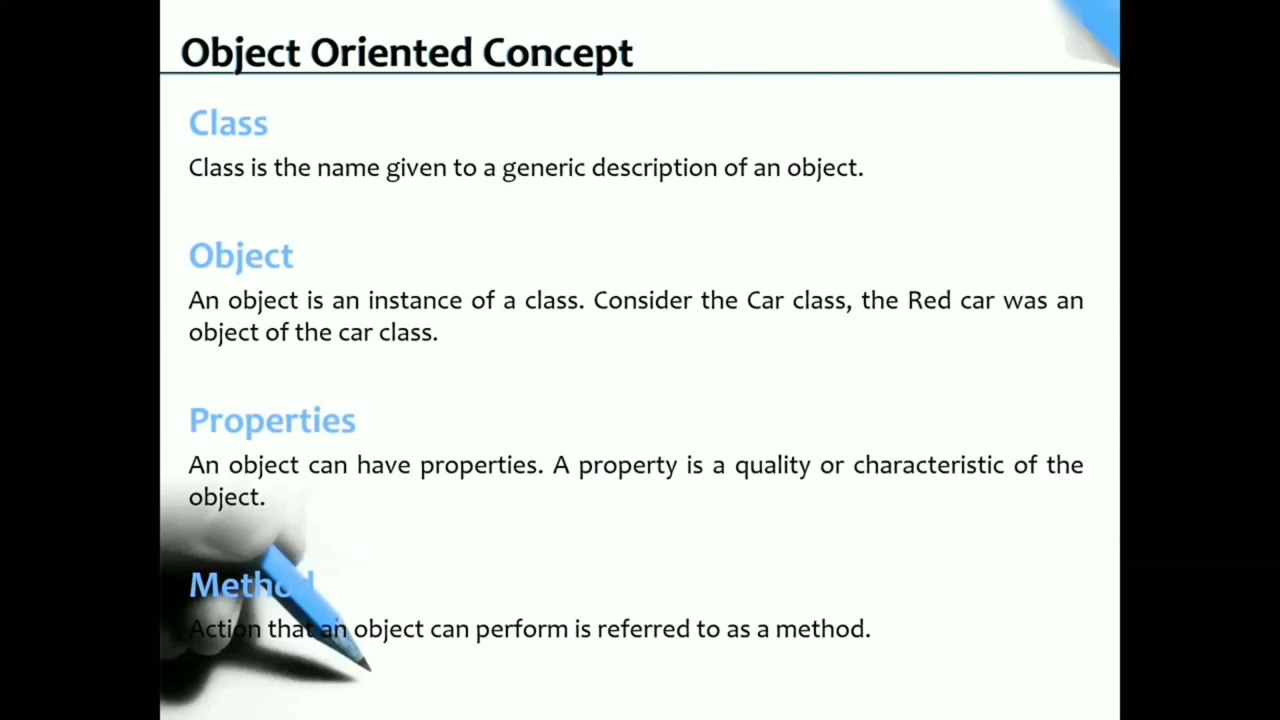 Object Oriented Concept
Class
Class is the name given to a generic description of an object.
Object
An object is an instance of a class. Consider the Car class, the Red car was an
object of the car class.
Properties
An object can have properties. A property is a quality or characteristic of the
object.
Method
Action that an object can perform is referred to as a method.